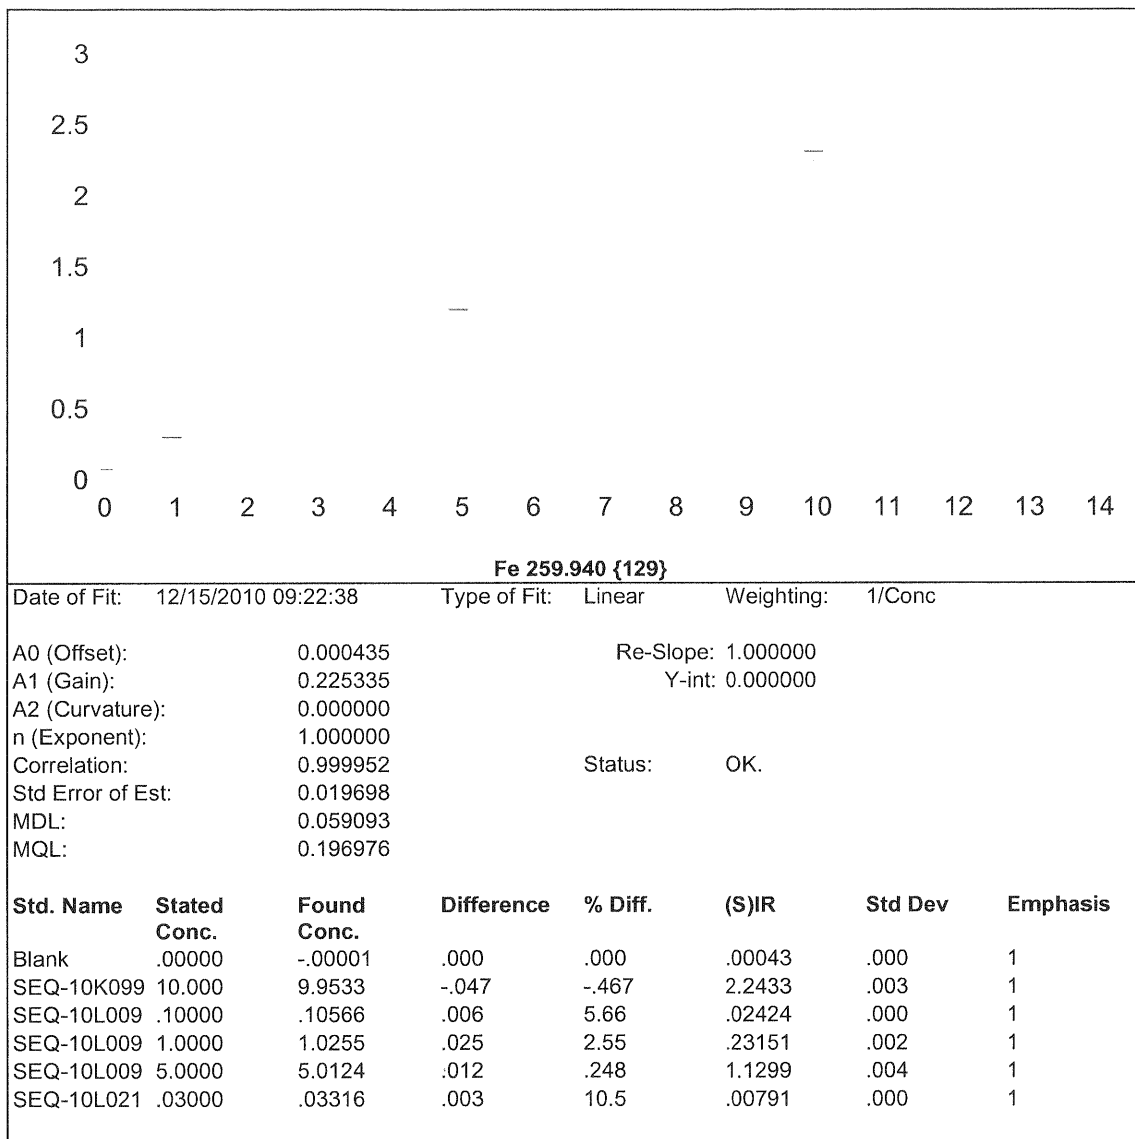 3
2.5
2
1.5
1
0.5
0
0 1 2 3 4 5 6 7 8 9 10 11 12 13 14
Fe 259.940 {129}
Date of Fit: 12/15/2010 09:22:38 Type of Fit: Linear Weighting: 1/Conc
A0 (Offset): 0.000435 Re-Slope: 1.000000
A1 (Gain): 0.225335 Y-int: 0.000000
A2 (Curvature): 0.000000
n (Exponent): 1.000000
Correlation: 0.999952 Status: OK.
Std Error of Est: 0.019698
MDL: 0.059093
MQL: 0.196976
Std. Name Stated Found Difference % Diff. (S)IR Std Dev Emphasis
Conc. Conc.
Blank .00000 -.00001 .000 .000 .00043 .000 1
SEQ-10K099 10.000 9.9533 -.047 -.467 2.2433 .003 1
SEQ-10L009 .10000 .10566 .006 5.66 .02424 .000 1
SEQ-10L009 1.0000 1.0255 .025 2.55 .23151 .002 1
SEQ-10L009 5.0000 5.0124 .012 .248 1.1299 .004 1
SEQ-10L021 .03000 .03316 .003 10.5 .00791 .000 1